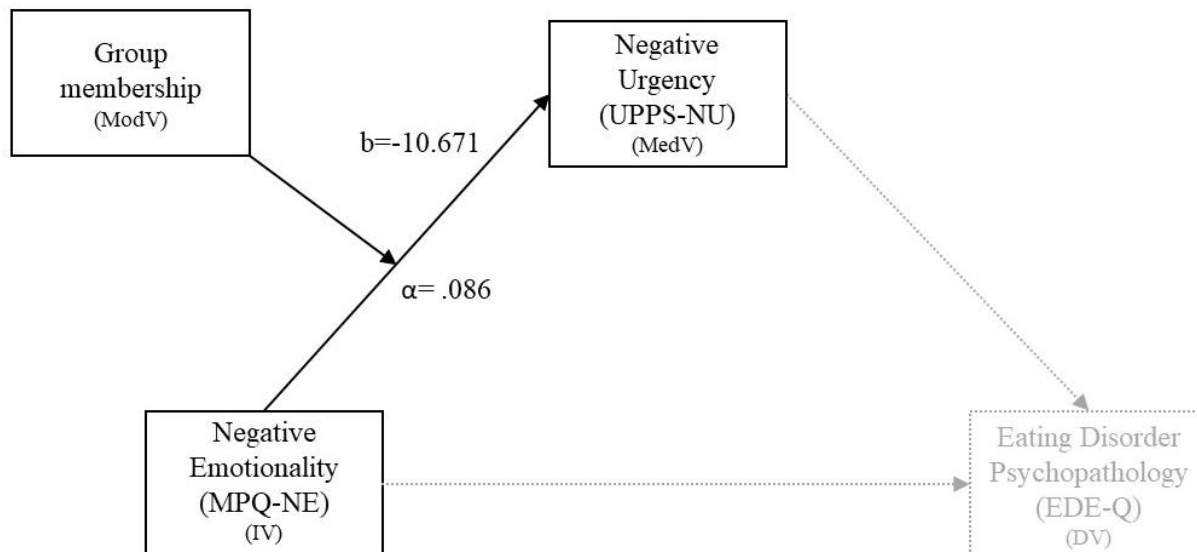 Group
membership
(ModV)
Negative
Urgency
(UPPS-NU)
(MedV)
b=-10.671
α= .086
Negative
Emotionality
(MPQ-NE)
(IV)
Eating Disorder
Psychopathology
(EDE-Q)
(DV)